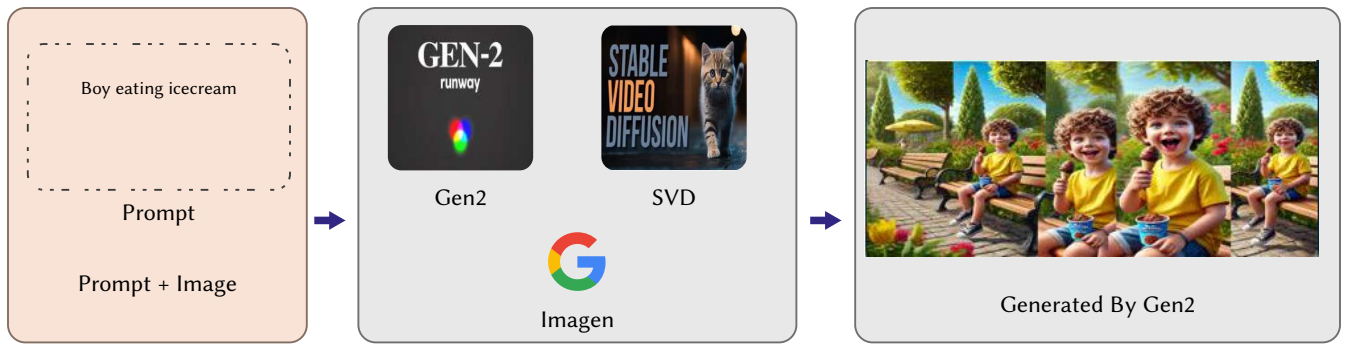 Boy eating icecream
Prompt
Prompt + Image
GEN-2
runway
Gen2
STABLE
VIDEO
DIFFUSION
SVD
Imagen
Generated By Gen2